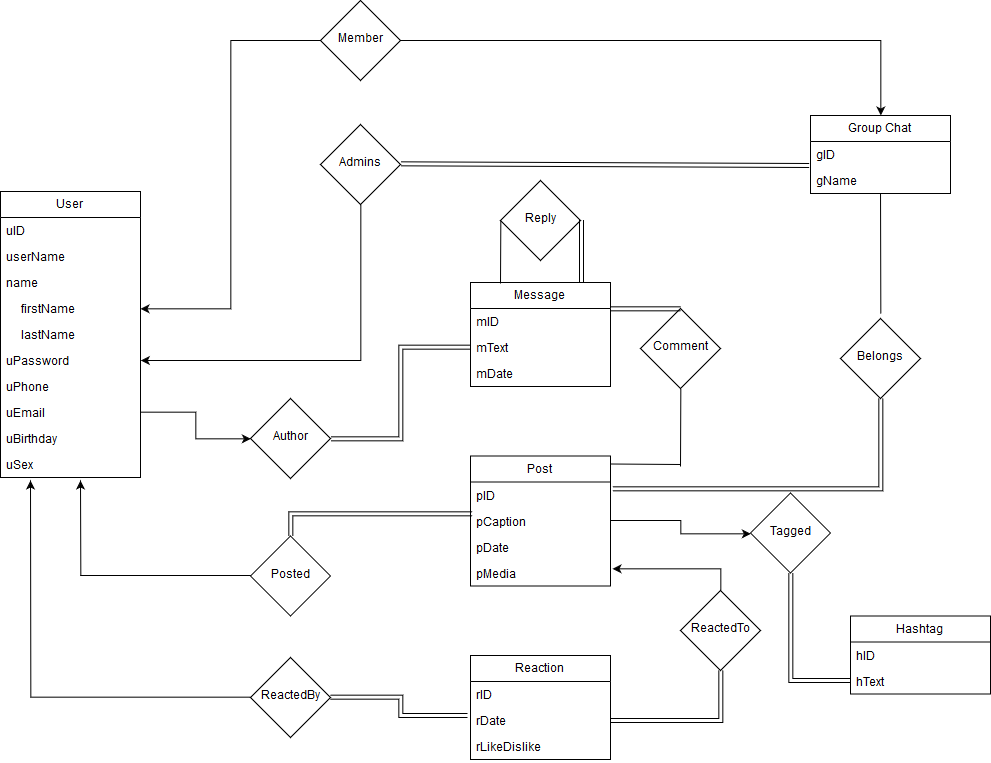 Member
Group Chat
gID
gName
Admins
User
uID
userName
name
firstName
lastName
uPassword
uPhone
uEmail
uBirthday
uSex
Reply
Message
mID
mText
mDate
Comment
Belongs
Author
Post
pID
pCaption
pDate
pMedia
Tagged
Posted
ReactedTo
Hashtag
hID
hText
ReactedBy
Reaction
rID
rDate
rLikeDislike